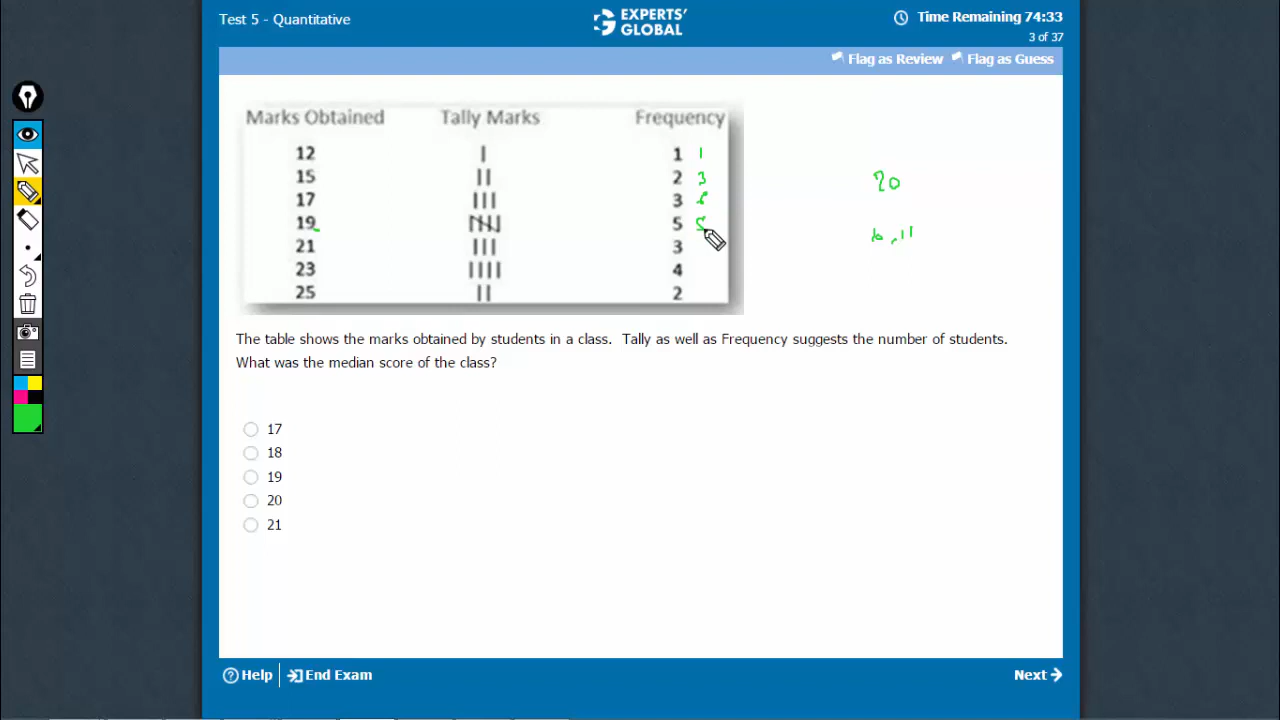 Test 5 - Quantitative
EXPERTS' GLOBAL
Time Remaining 74:33
3 of 37
Flag as Review Flag as Guess
Marks Obtained Tally Marks Frequency
12 | 1 1
15 || 2 3
17 ||| 3
19 5
21 ||| 3
23 |||| 4
25 || 2
20
The table shows the marks obtained by students in a class. Tally as well as Frequency suggests the number of students.
What was the median score of the class?
17
18
19
20
21
Help End Exam Next